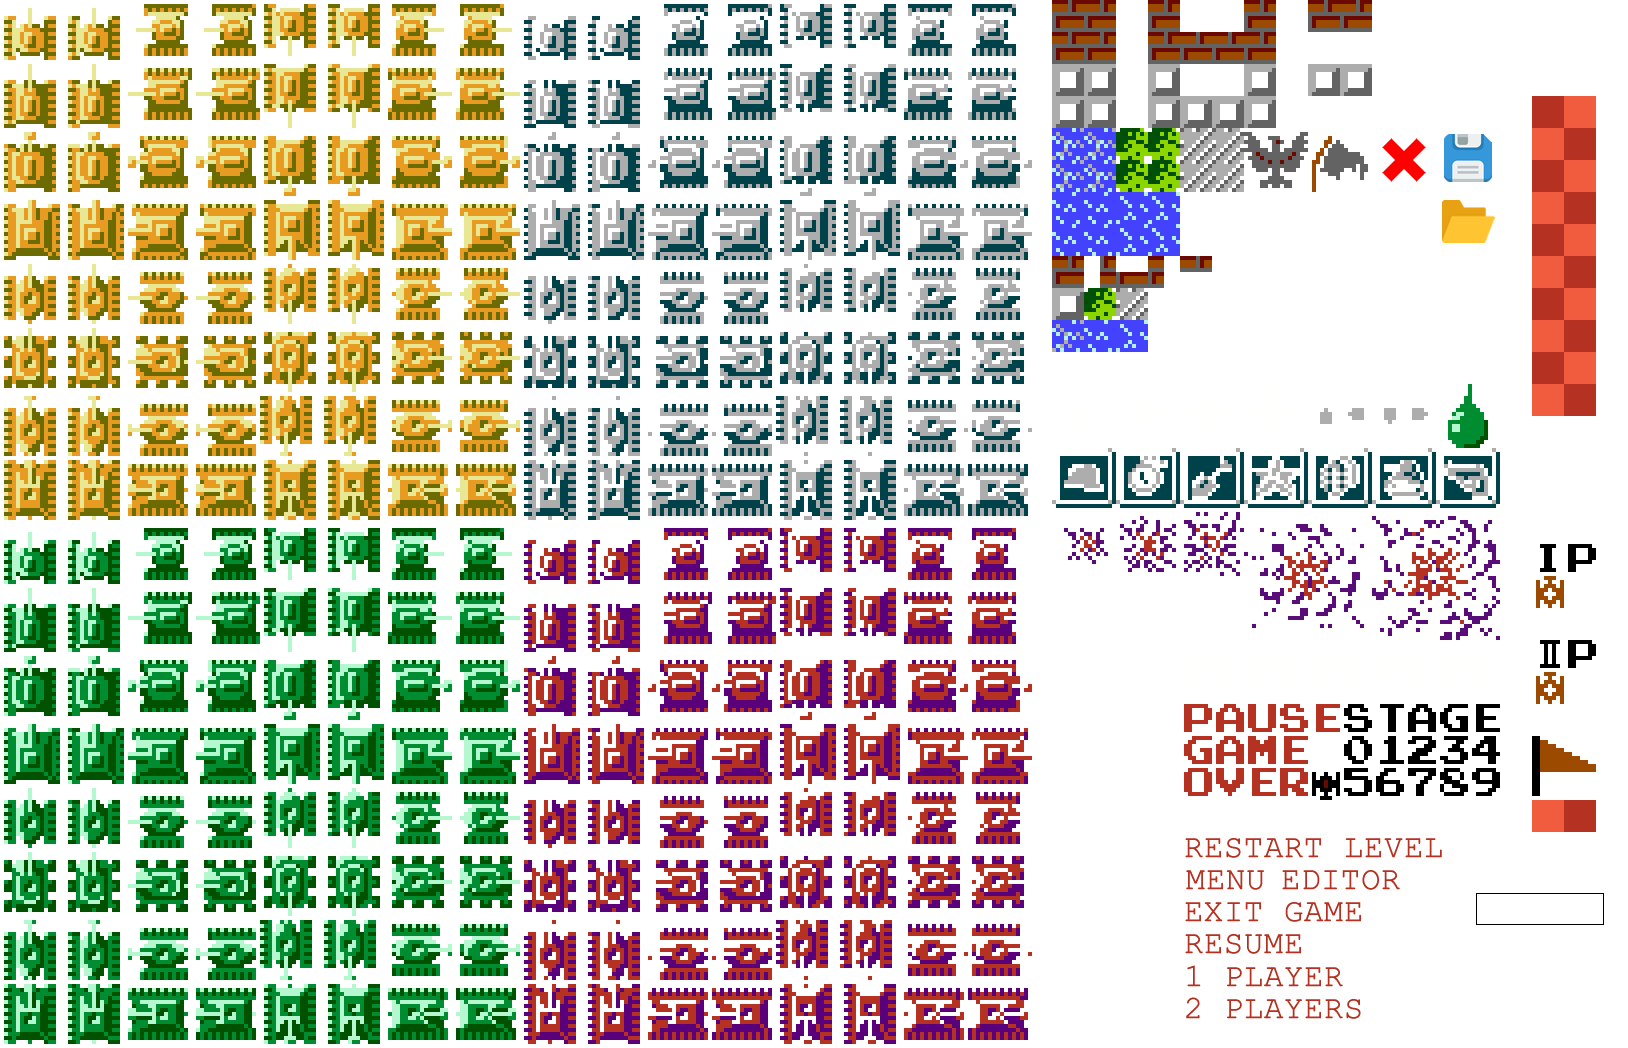 IP
IIP
PAUSE STAGE
GAME 01234
OVER 56789
RESTART LEVEL
MENU EDITOR
EXIT GAME
RESUME
1 PLAYER
2 PLAYERS